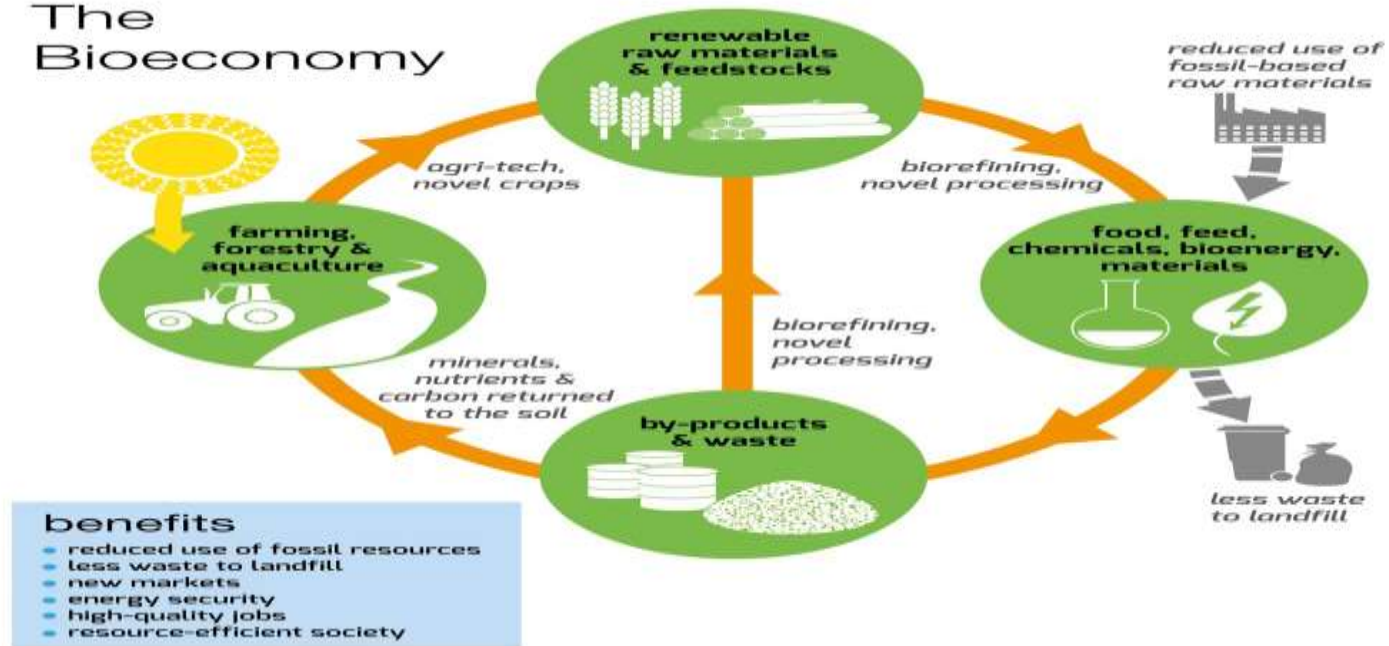 The
Bioeconomy
renewable
raw materials
& feedstocks
reduced use of
fossil-based
raw materials
agri-tech,
novel crops
biorefining,
novel processing
farming,
forestry &
aquaculture
food, feed,
chemicals, bioenergy,
materials
biorefining,
novel
processing
minerals,
nutrients &
carbon returned
to the soil
by-products
& waste
less waste
to landfill
benefits
• reduced use of fossil resources
• less waste to landfill
• new markets
• energy security
• high-quality jobs
• resource-efficient society